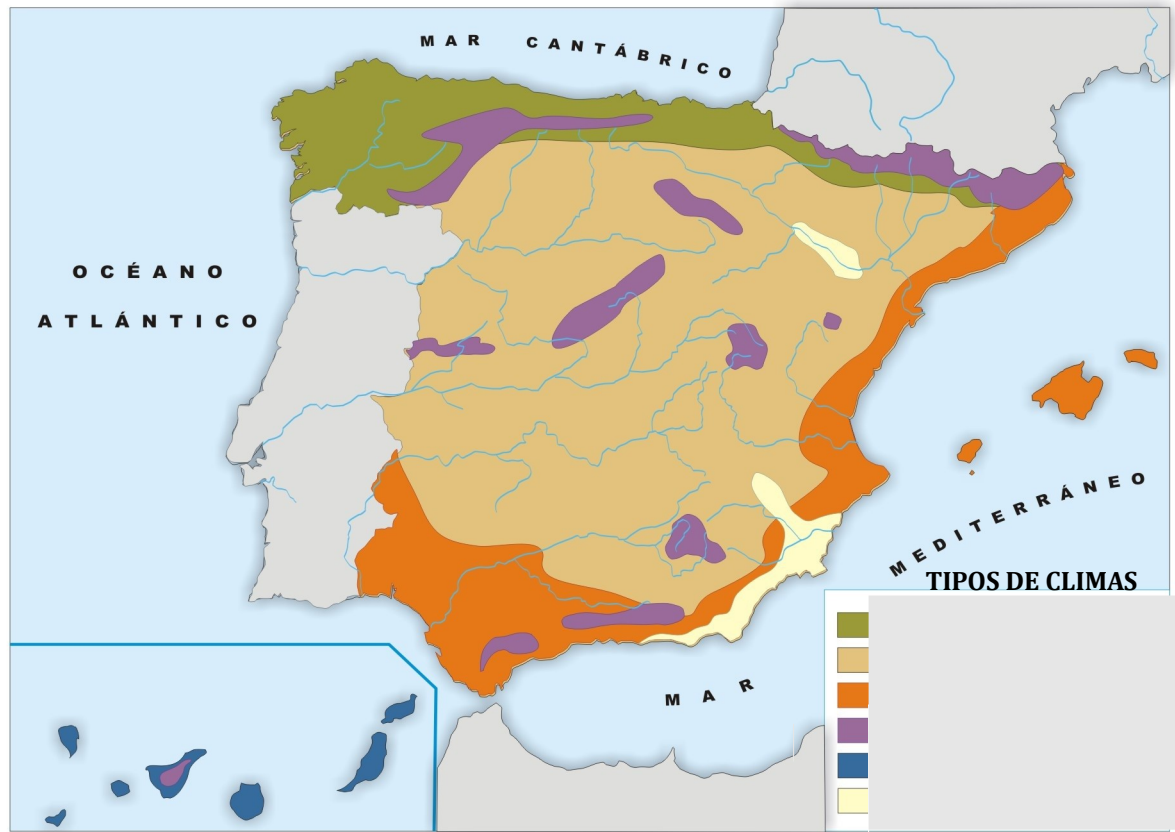 MAR CANTÁBRICO
OCÉANO
ATLÁNTICO
MEDITERRÁNEO
TIPOS DE CLIMAS
MAR